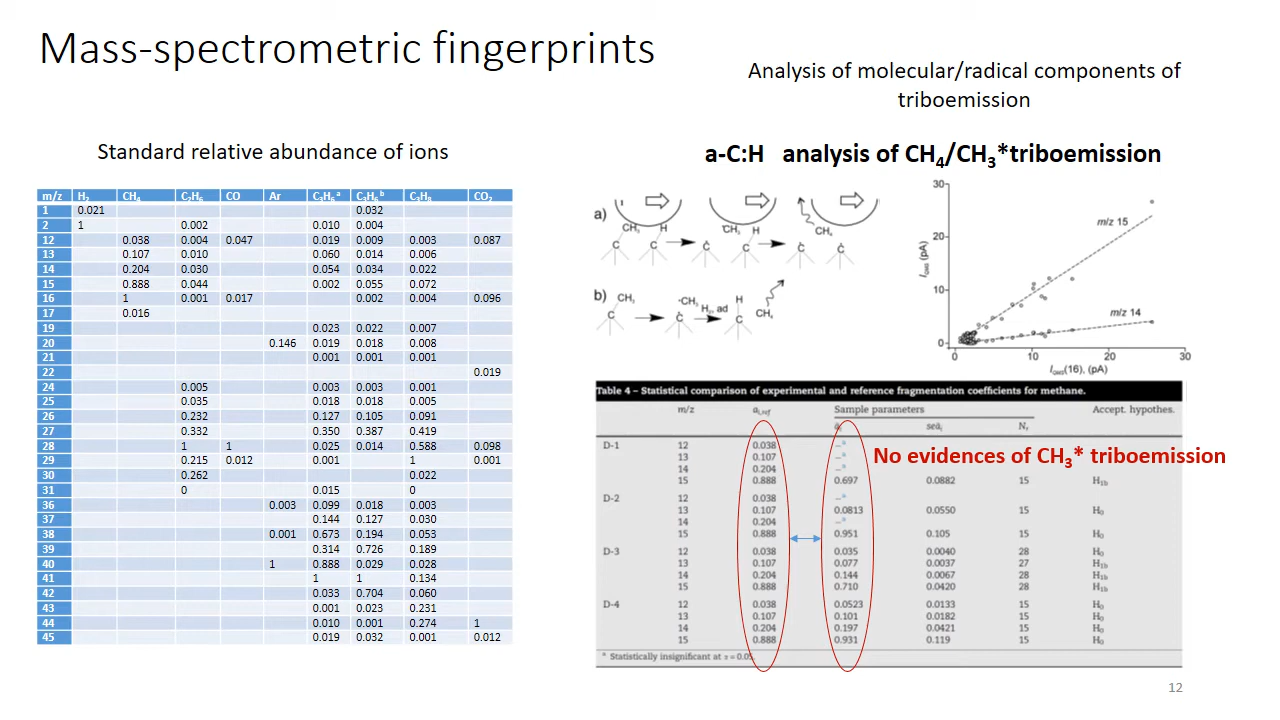 Mass-spectrometric fingerprints
Analysis of molecular/radical components of
triboemission
Standard relative abundance of ions
a-C:H analysis of CH4/CH3*triboemission
m/z H2 CH4 C2H6 CO Ar C3H6 a C3H6 b C3H8 CO2
1 0.021 0.032
2 1 0.002 0.010 0.004
12 0.038 0.004 0.047 0.019 0.009 0.003 0.087
13 0.107 0.010 0.060 0.014 0.006
14 0.204 0.030 0.054 0.034 0.022
15 0.888 0.044 0.002 0.055 0.072
16 1 0.001 0.017 0.002 0.004 0.096
17 0.016
19 0.023 0.022 0.007
20 0.146 0.019 0.018 0.008
21 0.001 0.001 0.001
22 0.019
24 0.005 0.003 0.003 0.001
25 0.035 0.018 0.018 0.005
26 0.232 0.127 0.105 0.091
27 0.332 0.350 0.387 0.419
28 1 1 0.025 0.014 0.588 0.098
29 0.215 0.012 0.001 1 0.001
30 0.262 0.022
31 0 0.015 0
36 0.003 0.099 0.018 0.003
37 0.144 0.127 0.030
38 0.001 0.673 0.194 0.053
39 0.314 0.726 0.189
40 1 0.888 0.029 0.028
41 1 1 0.134
42 0.033 0.704 0.060
43 0.001 0.023 0.231
44 0.010 0.001 0.274 1
45 0.019 0.032 0.001 0.012
a)
CH3 H CH3 H CH4
C C C C C C
b) CH3 ·CH3 H, ad H CH4
C C C
30
20
10
0
m/z 15
m/z 14
0 10 20 30
(16), (pA)
Table 4 – Statistical comparison of experimental and reference fragmentation coefficients for methane.
m/z ai,ref Sample parameters Accept. hypothes.
āi seāi Ns
D-1 12 0.038 –a
13 0.107 –a
14 0.204 –a
15 0.888 0.697 0.0882 15 H1b
No evidences of CH3* triboemission
D-2 12 0.038 –a
13 0.107 0.0813 0.0550 15 H0
14 0.204 –a
15 0.888 0.951 0.105 15 H0
D-3 12 0.038 0.035 0.0040 28 H0
13 0.107 0.077 0.0037 27 H1b
14 0.204 0.144 0.0067 28 H1b
15 0.888 0.710 0.0420 28 H1b
D-4 12 0.038 0.0523 0.0133 15 H0
13 0.107 0.101 0.0182 15 H0
14 0.204 0.197 0.0421 15 H0
15 0.888 0.931 0.119 15 H0
a Statistically insignificant at α = 0.05.
12